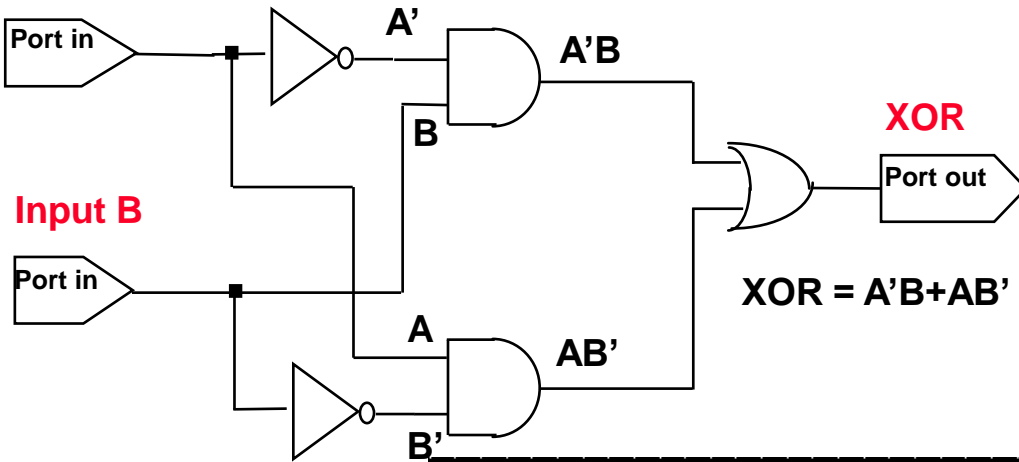 Port in
A’
A’B
B
XOR
Port out
Input B
Port in
XOR = A’B+AB’
A
AB’
B’